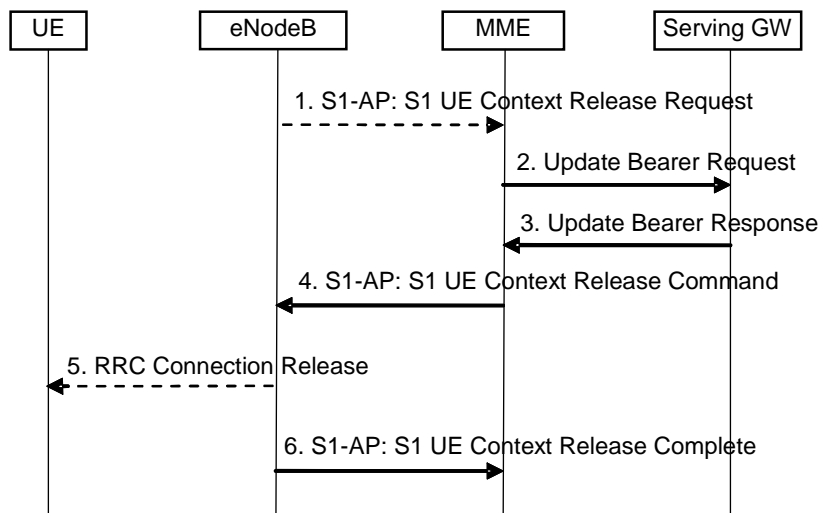 UE
eNodeB
MME
Serving GW
1. S1-AP: S1 UE Context Release Request
2. Update Bearer Request
3. Update Bearer Response
4. S1-AP: S1 UE Context Release Command
5. RRC Connection Release
6. S1-AP: S1 UE Context Release Complete